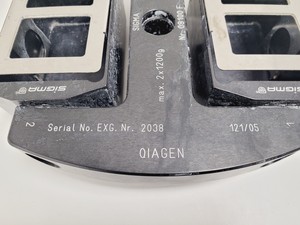 SIGMA
max. 2x1200g
SIGMA
SIGMA
2 Serial No. EXG. Nr. 2038 121/05 1
QIAGEN